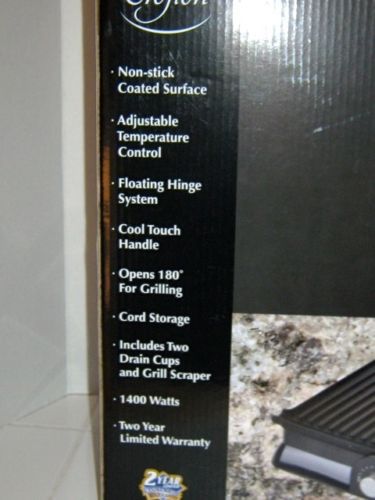 Crofton
· Non-stick
Coated Surface
· Adjustable
Temperature
Control
· Floating Hinge
System
· Cool Touch
Handle
· Opens 180°
For Grilling
· Cord Storage
· Includes Two
Drain Cups
and Grill Scraper
· 1400 Watts
· Two Year
Limited Warranty
2 YEAR